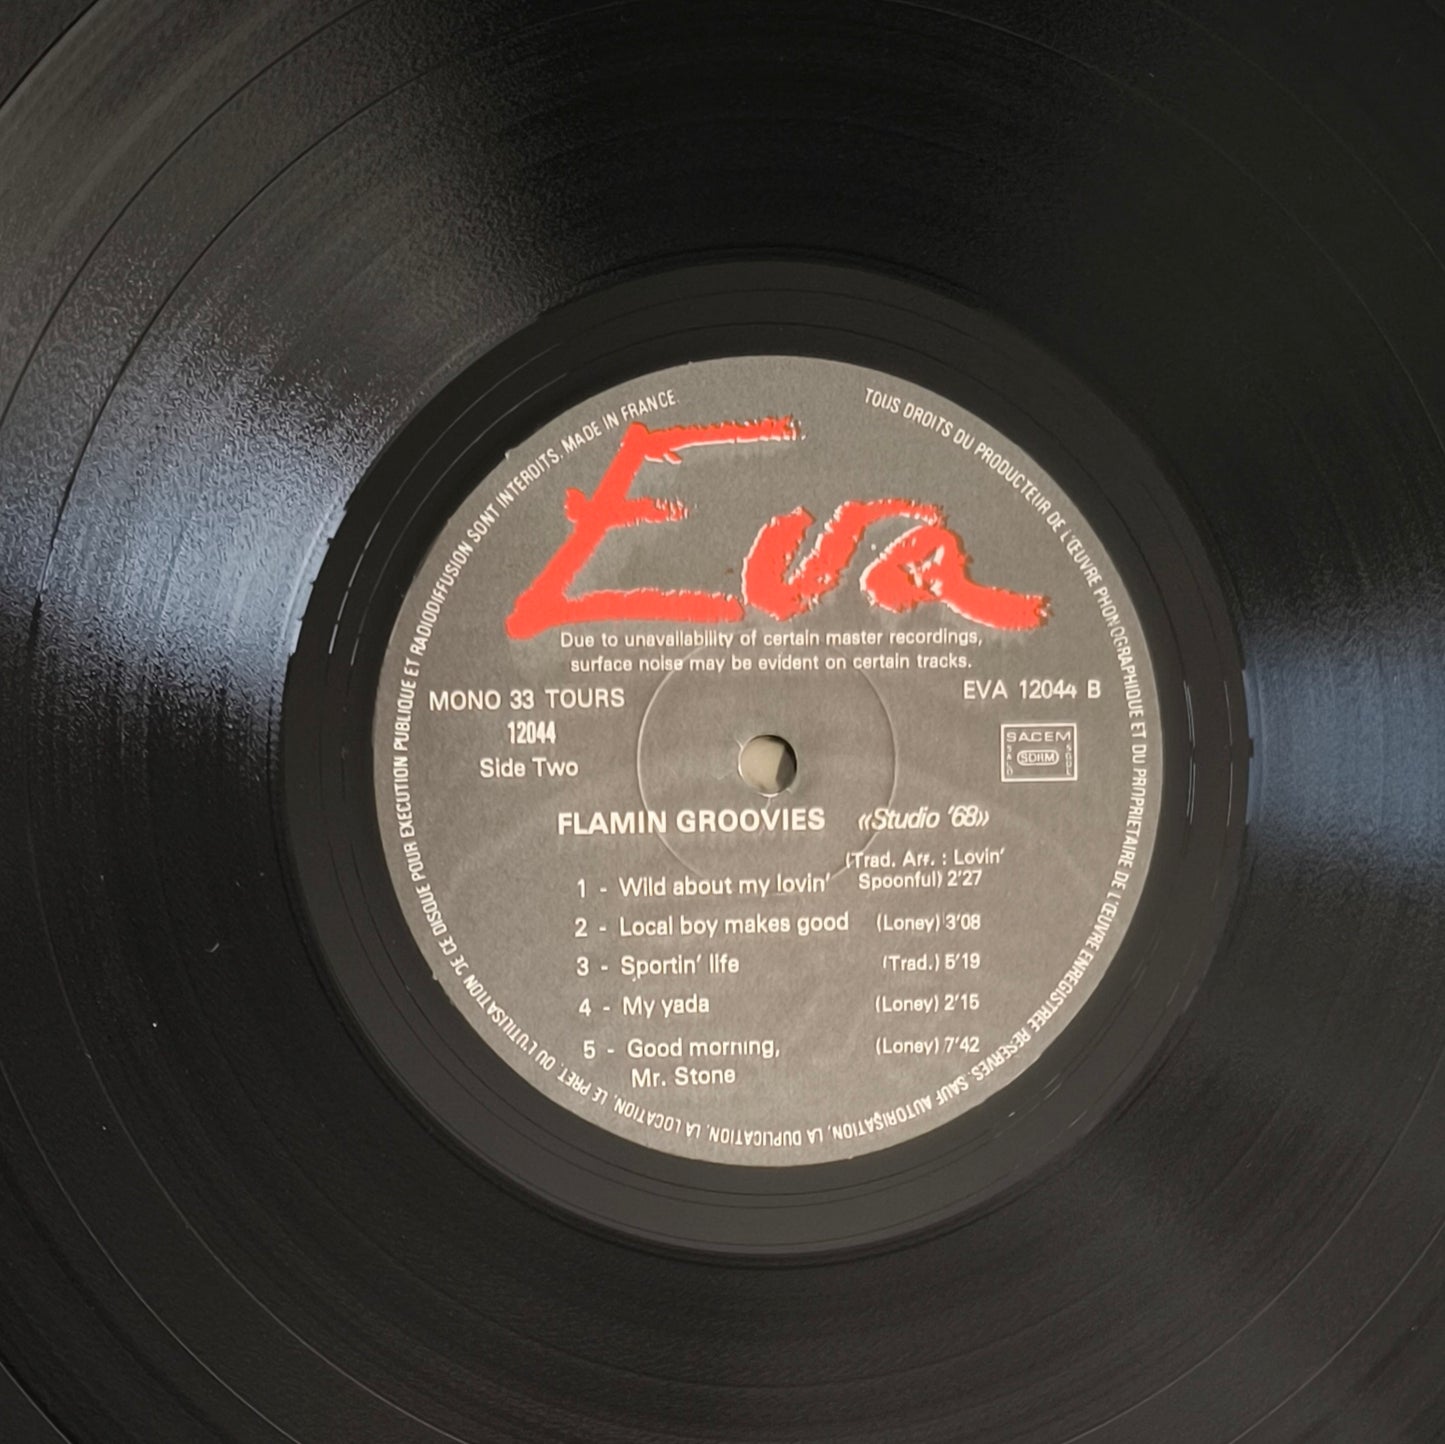 TOUS DROITS DU PRODUCTEUR DE L'ŒUVRE PHONOGRAPHIQUE ET DU PROPRIETAIRE DE L'ŒUVRE ENREGISTREE RESERVES. SAUF AUTORISATION, LA DUPLICATION, LA LOCATION, LE PRET, OU L'UTILISATION DE CE DISQUE POUR EXECUTION PUBLIQUE ET RADIODIFFUSION SONT INTERDITS. MADE IN FRANCE.
Eva
Due to unavailability of certain master recordings,
surface noise may be evident on certain tracks.
MONO 33 TOURS
12044
Side Two
EVA 12044 B
SACEM
SDRM
FLAMIN GROOVIES «Studio '68»
1 - Wild about my lovin' (Trad. Arr. : Lovin'
Spoonful) 2'27
2 - Local boy makes good (Loney) 3'08
3 - Sportin' life (Trad.) 5'19
4 - My yada (Loney) 2'15
5 - Good morning, (Loney) 7'42
Mr. Stone